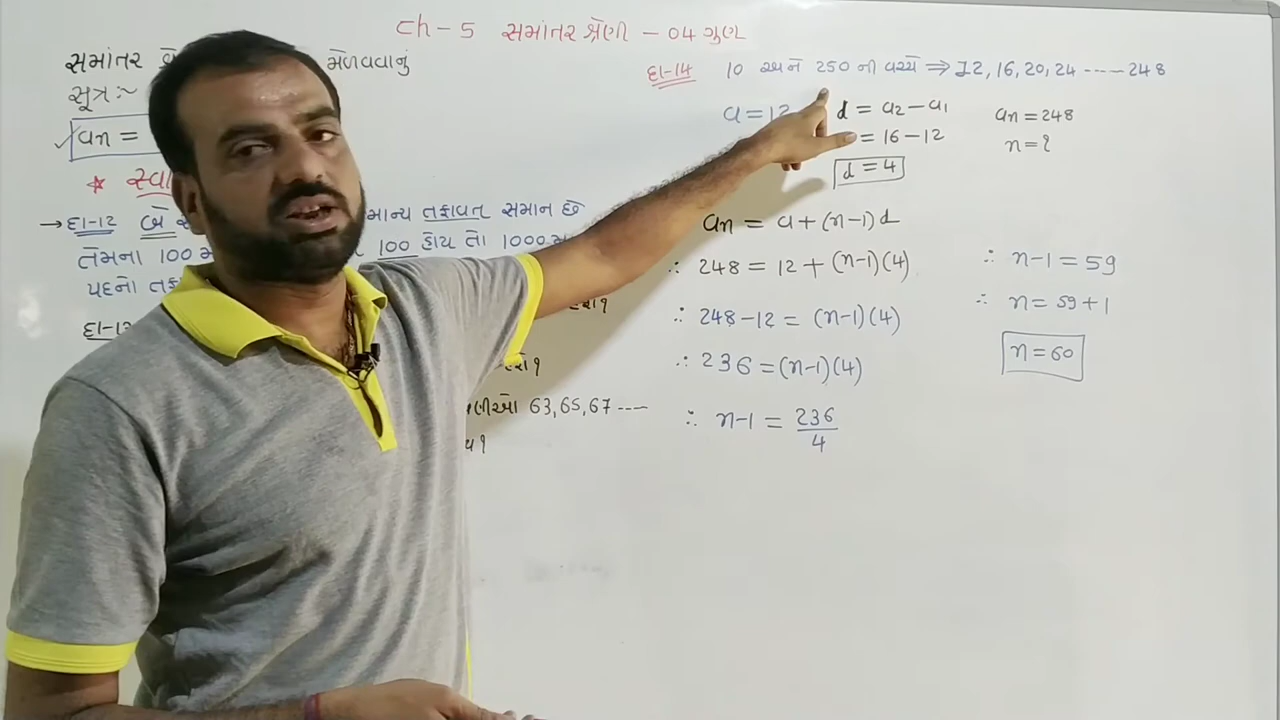 Ch-5 સમાંતર શ્રેણી - 04 ગુણ
સમાંતર મેળવવાનું
સૂત્ર:-
an =
→દા-12 બે માન્ય તફાવત સમાન છે
તેમના 100 100 હોય તો 1000
પદનો
દા-13
63, 65, 67 ----
દા-14 10 અને 250 ની વચ્ચે ⇒ 12, 16, 20, 24 ----- 248
a = 12 d = a2 - a1 an = 248
= 16 - 12 n = ?
d = 4
an = a + (n-1)d
∴ 248 = 12 + (n-1)(4)
∴ 248 - 12 = (n-1)(4)
∴ 236 = (n-1)(4)
∴ n-1 = 236/4
∴ n-1 = 59
∴ n = 59 + 1
n = 60